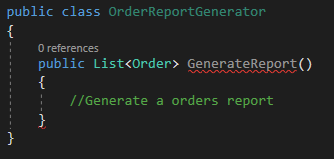 public class OrderReportGenerator
{
0 references
public List<Order> GenerateReport()
{
//Generate a orders report
}
}